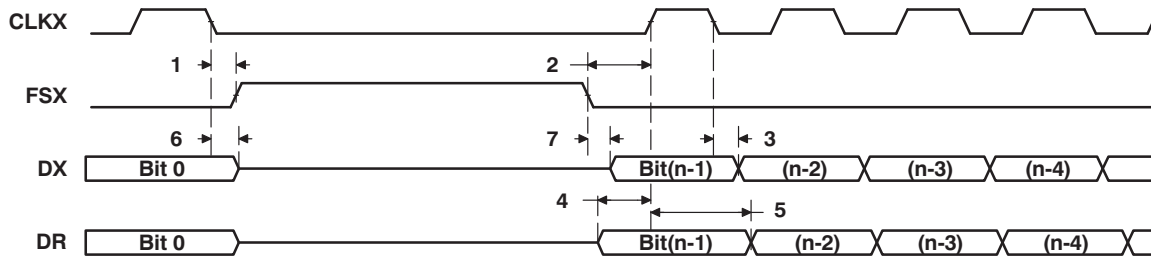 CLKX
1 2
FSX
6 7 3
DX Bit 0 Bit(n-1) (n-2) (n-3) (n-4)
4 5
DR Bit 0 Bit(n-1) (n-2) (n-3) (n-4)